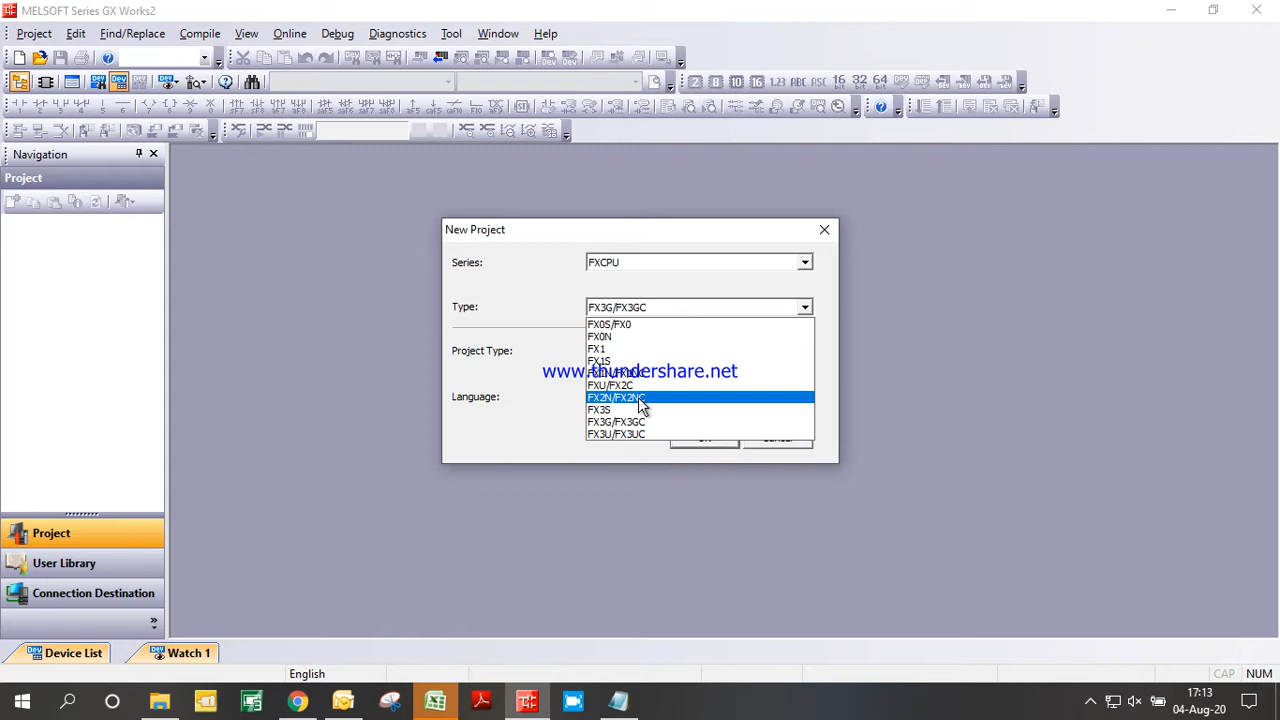 MELSOFT Series GX Works2
Project Edit Find/Replace Compile View Online Debug Diagnostics Tool Window Help
Navigation
Project
New Project
Series: FXCPU
Type: FX3G/FX3GC
FX0S/FX0
FX0N
FX1
FX1S
FXU/FX2C
FX2N/FX2NC
FX3S
FX3G/FX3GC
FX3U/FX3UC
Project Type:
www.thundershare.net
Language:
Project
User Library
Connection Destination
»
Device List
Watch 1
English
CAP NUM
17:13
04-Aug-20